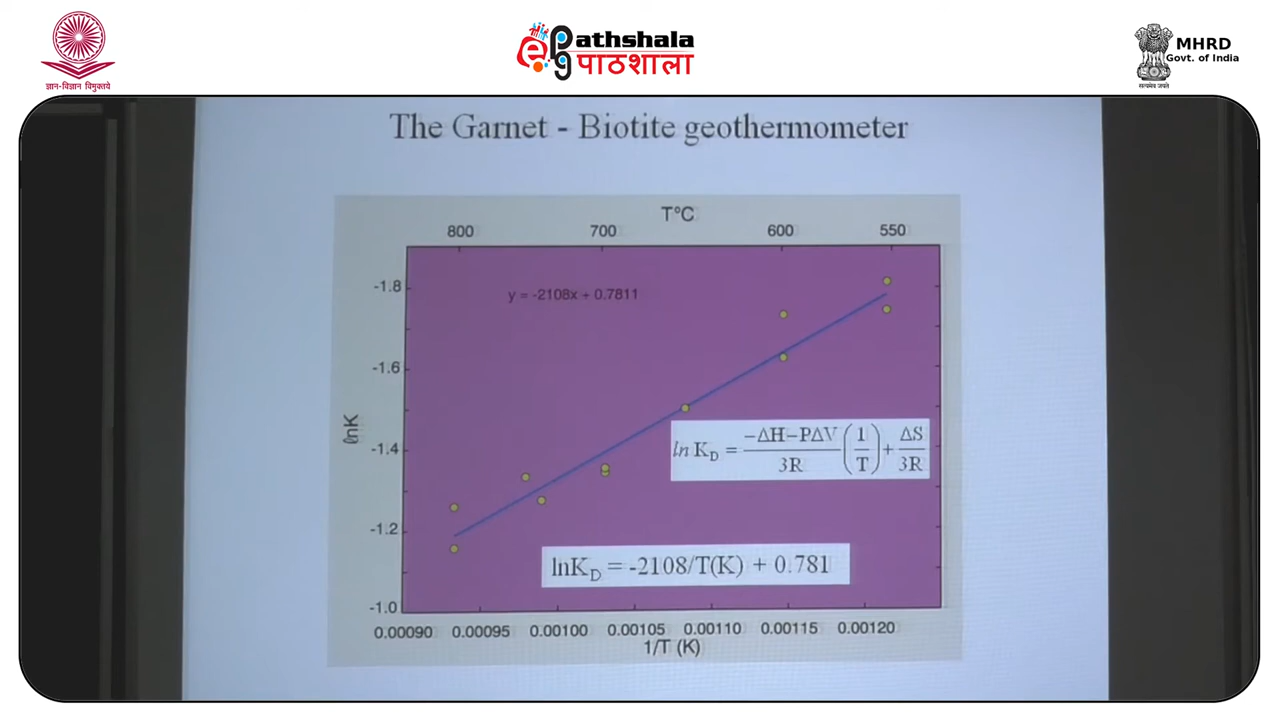 ज्ञान-विज्ञान विमुक्तये
epg
Pathshala
पाठशाला
MHRD
Govt. of India
सत्यमेव जयते
The Garnet - Biotite geothermometer
T°C
800 700 600 550
y = -2108x + 0.7811
-1.8
-1.6
-1.4
-1.2
-1.0
lnK
ln K_D = −ΔH−PΔV/3R (1/T) + ΔS/3R
lnK_D = -2108/T(K) + 0.781
0.00090 0.00095 0.00100 0.00105 0.00110 0.00115 0.00120
1/T (K)